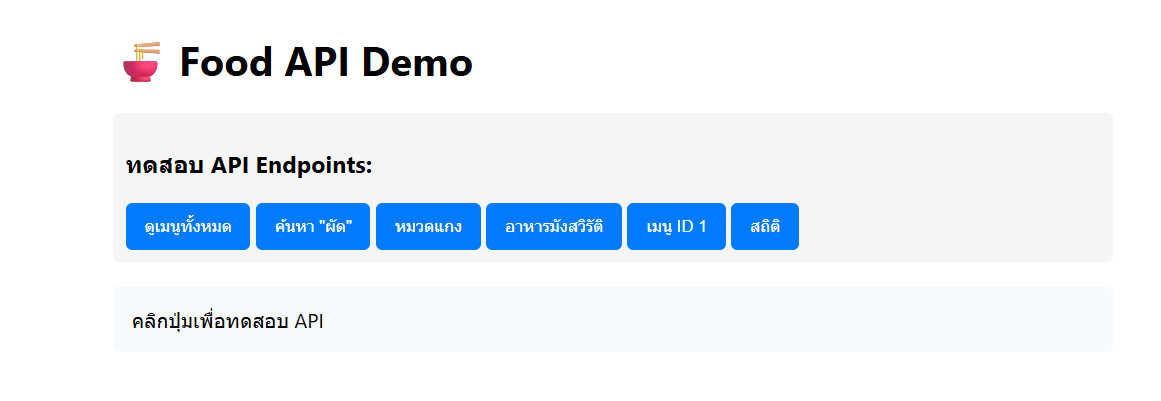 Food API Demo
ทดสอบ API Endpoints:
ดูเมนูทั้งหมด ค้นหา "ผัด" หมวดแกง อาหารมังสวิรัติ เมนู ID 1 สถิติ
คลิกปุ่มเพื่อทดสอบ API